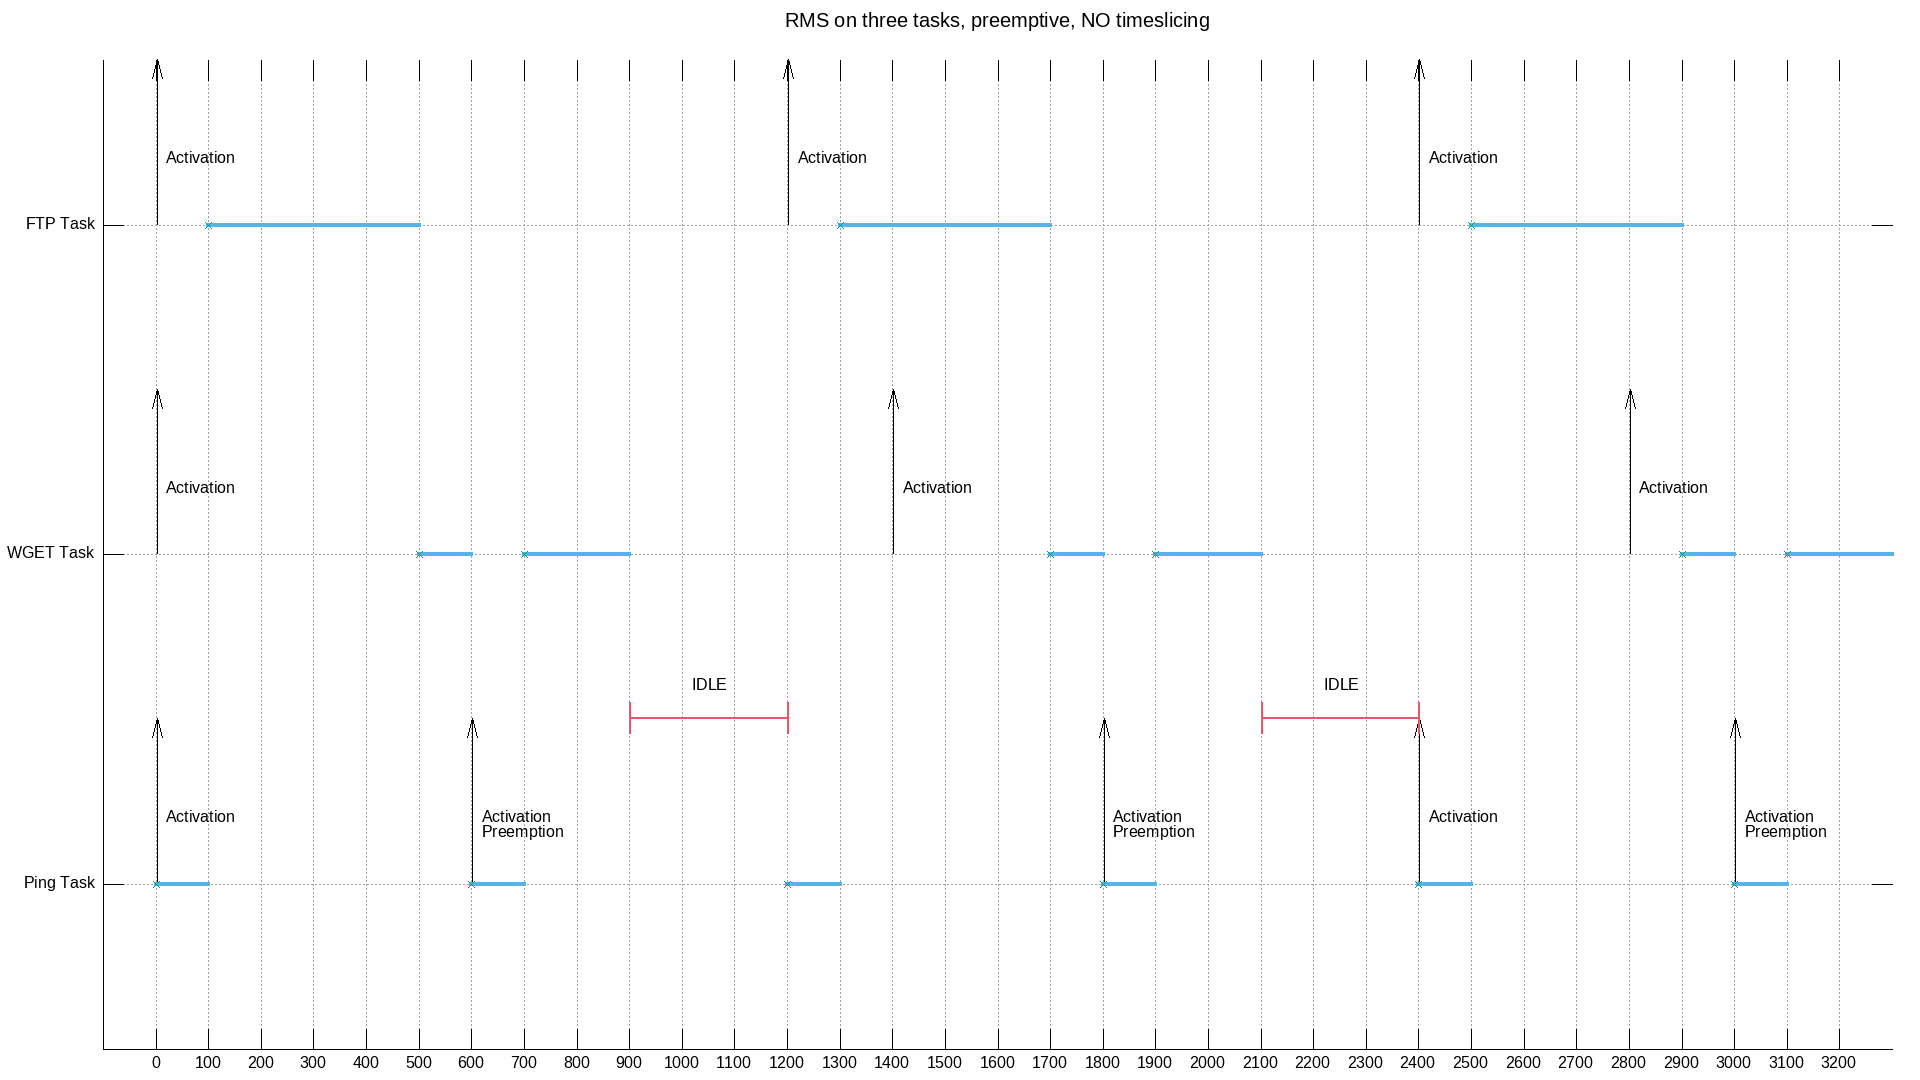 RMS on three tasks, preemptive, NO timeslicing
Activation
Activation
Activation
FTP Task
Activation
Activation
Activation
WGET Task
IDLE
IDLE
Activation
Activation
Preemption
Activation
Preemption
Activation
Activation
Preemption
Ping Task
0 100 200 300 400 500 600 700 800 900 1000 1100 1200 1300 1400 1500 1600 1700 1800 1900 2000 2100 2200 2300 2400 2500 2600 2700 2800 2900 3000 3100 3200